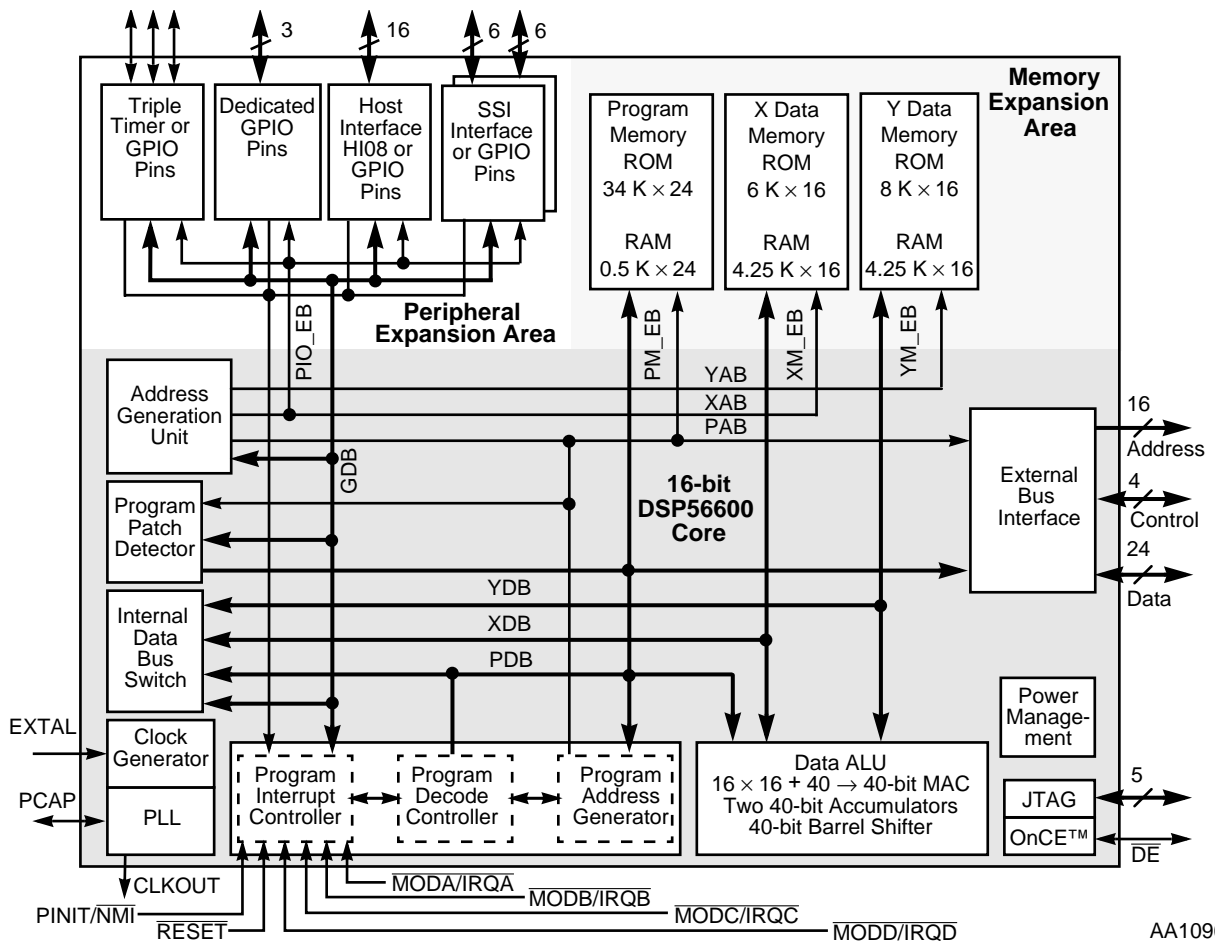 3
16
6
6
Triple
Timer or
GPIO
Pins
Dedicated
GPIO
Pins
Host
Interface
HI08 or
GPIO
Pins
SSI
Interface
or GPIO
Pins
Program
Memory
ROM
34 K × 24
RAM
0.5 K × 24
X Data
Memory
ROM
6 K × 16
RAM
4.25 K × 16
Y Data
Memory
ROM
8 K × 16
RAM
4.25 K × 16
Memory
Expansion
Area
Peripheral
Expansion Area
PIO_EB
PM_EB
XM_EB
YM_EB
Address
Generation
Unit
YAB
XAB
PAB
GDB
16
Address
4
Control
24
Data
External
Bus
Interface
Program
Patch
Detector
16-bit
DSP56600
Core
Internal
Data
Bus
Switch
YDB
XDB
PDB
EXTAL
Clock
Generator
PCAP
PLL
Program
Interrupt
Controller
Program
Decode
Controller
Program
Address
Generator
Data ALU
16 × 16 + 40 → 40-bit MAC
Two 40-bit Accumulators
40-bit Barrel Shifter
Power
Manage-
ment
5
JTAG
OnCE™
DE
CLKOUT
PINIT/NMI
RESET
MODA/IRQA
MODB/IRQB
MODC/IRQC
MODD/IRQD